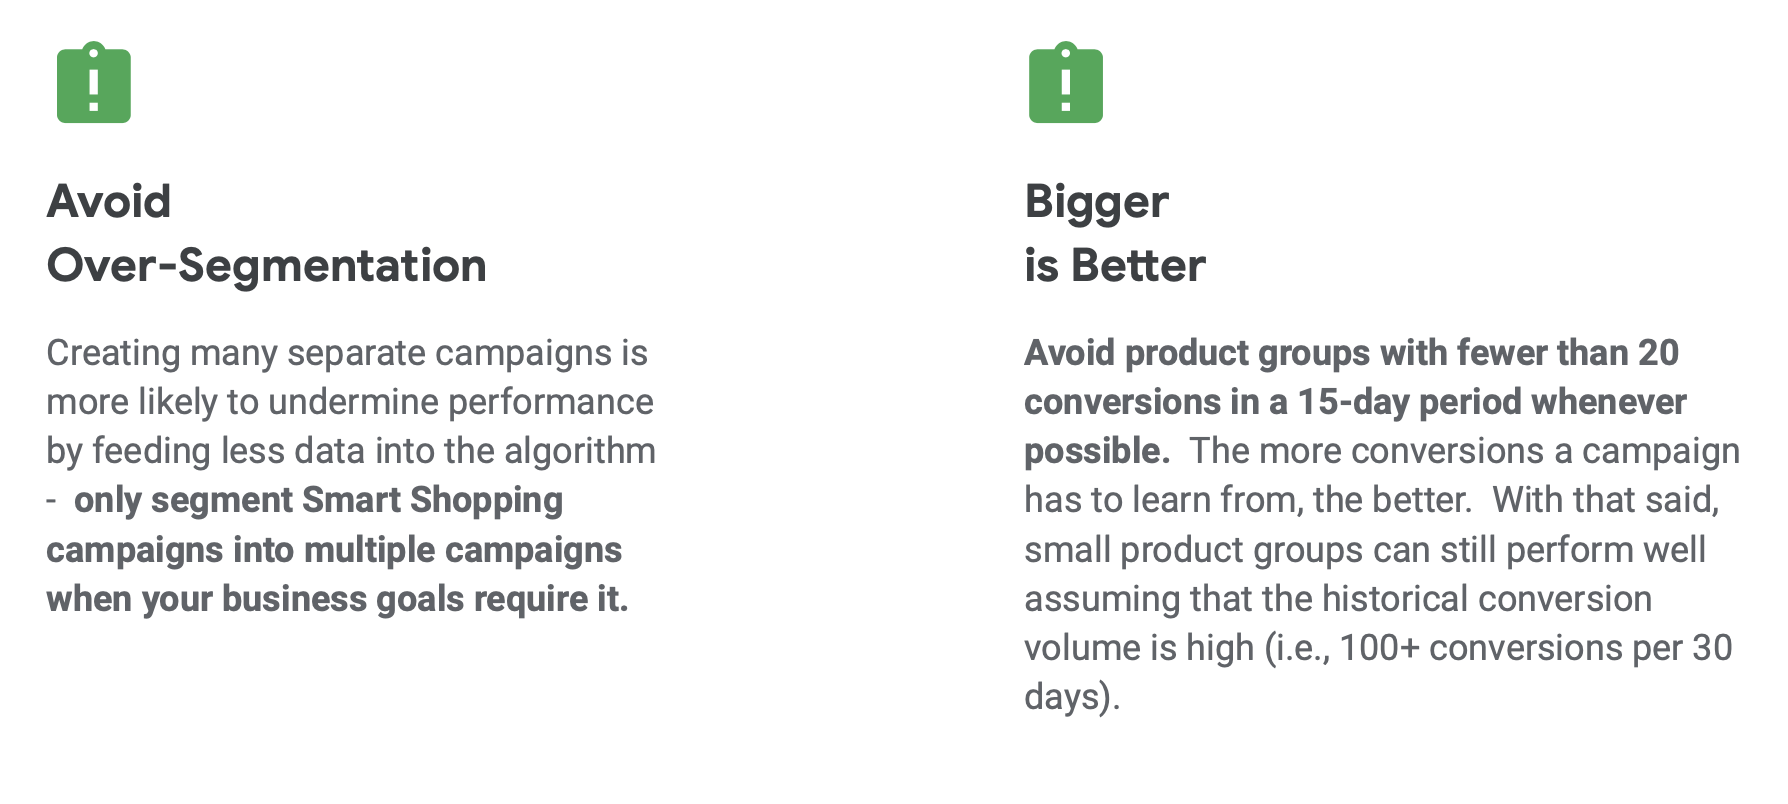 Avoid
Over-Segmentation
Creating many separate campaigns is
more likely to undermine performance
by feeding less data into the algorithm
-  only segment Smart Shopping
campaigns into multiple campaigns
when your business goals require it.
Bigger
is Better
Avoid product groups with fewer than 20
conversions in a 15-day period whenever
possible.  The more conversions a campaign
has to learn from, the better.  With that said,
small product groups can still perform well
assuming that the historical conversion
volume is high (i.e., 100+ conversions per 30
days).